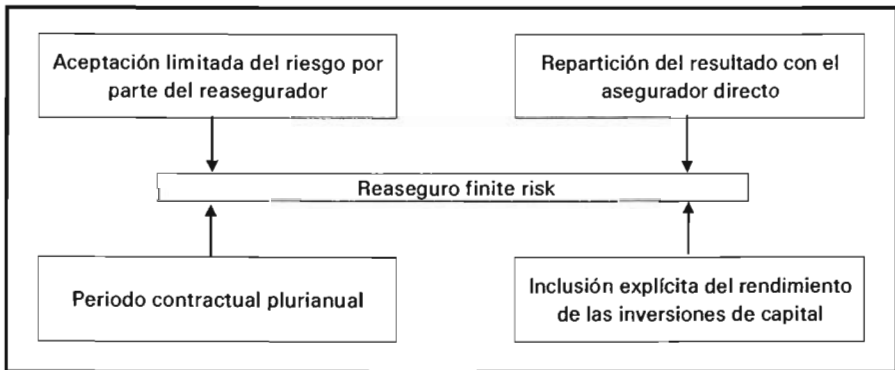 Aceptación limitada del riesgo por
parte del reasegurador
Repartición del resultado con el
asegurador directo
Reaseguro finite risk
Periodo contractual plurianual
Inclusión explícita del rendimiento
de las inversiones de capital